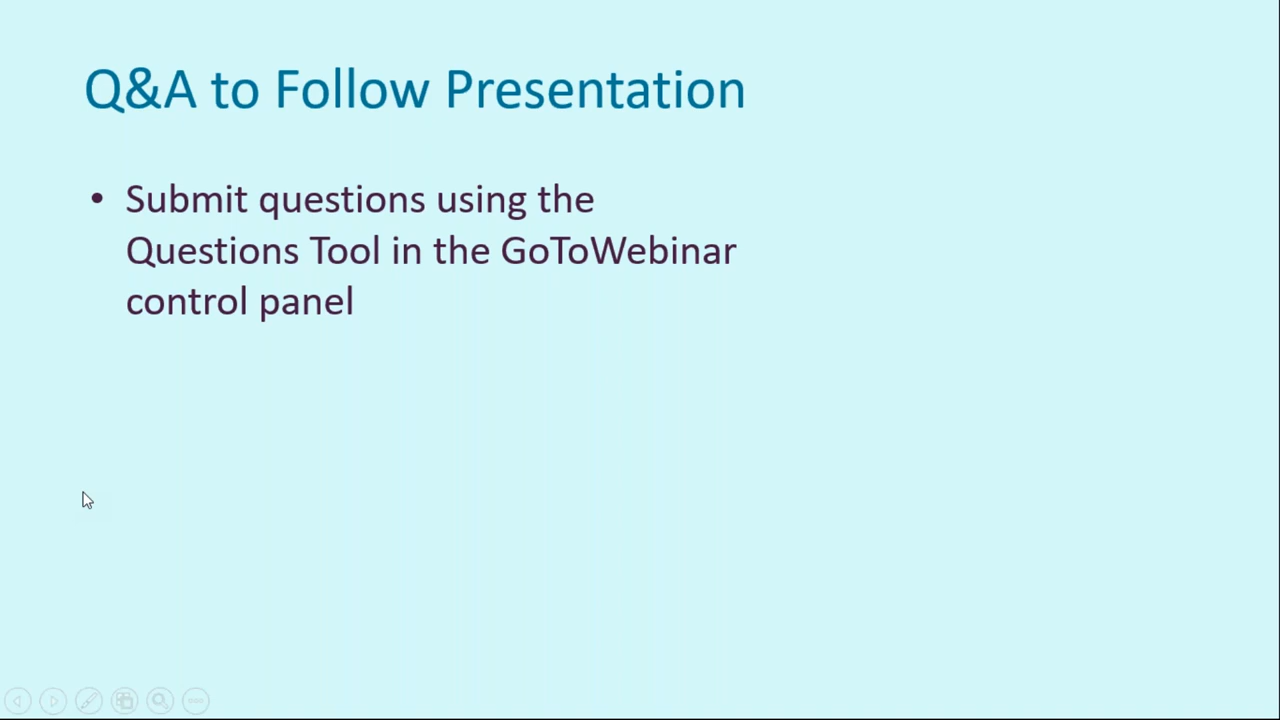 Q&A to Follow Presentation
• Submit questions using the
Questions Tool in the GoToWebinar
control panel